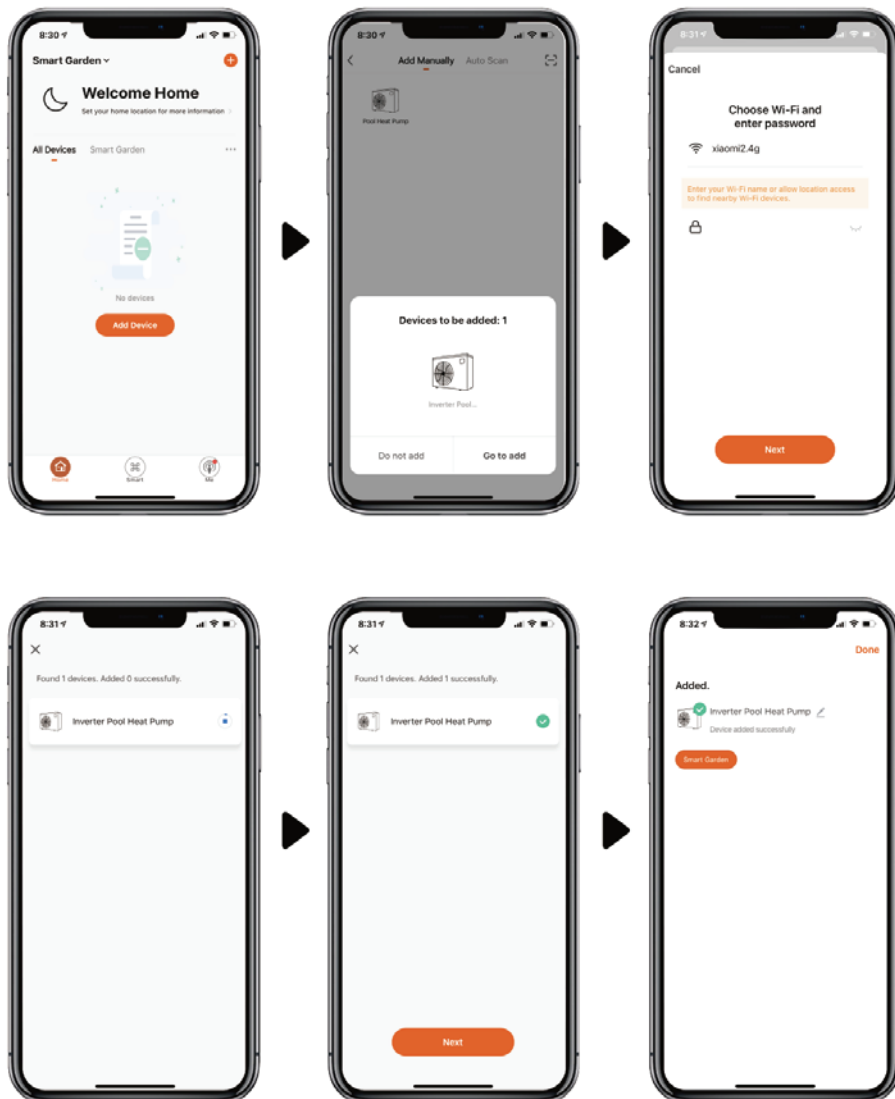 8:30
Smart Garden
Welcome Home
Set your home location for more information
All Devices Smart Garden
No devices
Add Device
Home Smart Me
8:30
Add Manually Auto Scan
Pool Heat Pump
Devices to be added: 1
Inverter Pool...
Do not add Go to add
8:31
Cancel
Choose Wi-Fi and
enter password
xiaomi2.4g
Enter your Wi-Fi name or allow location access
to find nearby Wi-Fi devices.
Next
8:31
Found 1 devices. Added 0 successfully.
Inverter Pool Heat Pump
8:31
Found 1 devices. Added 1 successfully.
Inverter Pool Heat Pump
Next
8:32
Done
Added.
Inverter Pool Heat Pump
Device added successfully
Smart Garden